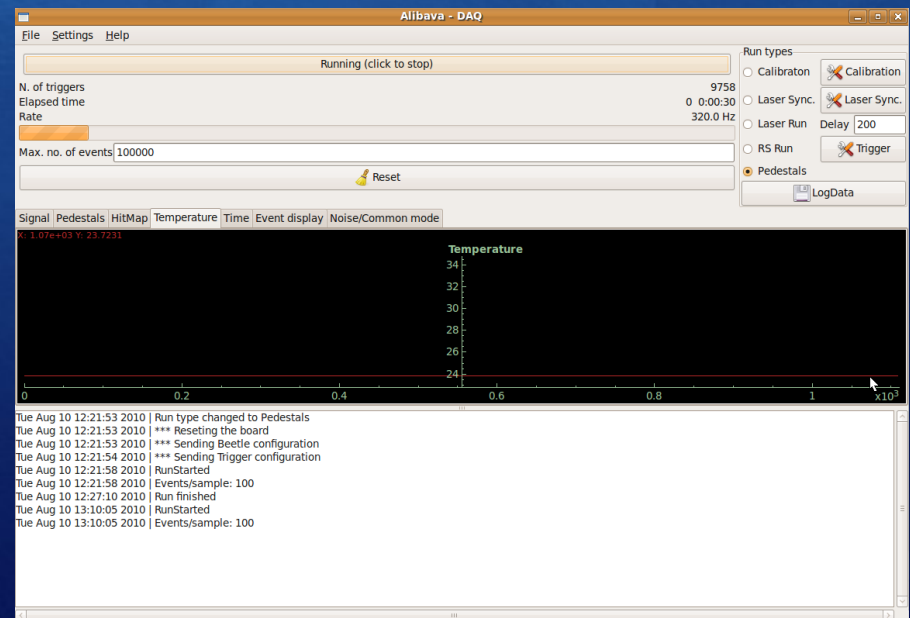 Alibava - DAQ
File Settings Help
Running (click to stop)
N. of triggers 9758
Elapsed time 0 0:00:30
Rate 320.0 Hz
Max. no. of events 100000
Reset
Run types
Calibraton Calibration
Laser Sync. Laser Sync.
Laser Run Delay 200
RS Run Trigger
Pedestals
LogData
Signal Pedestals HitMap Temperature Time Event display Noise/Common mode
X: 1.07e+03 Y: 23.7231
Temperature
34
32
30
28
26
24
0 0.2 0.4 0.6 0.8 1 x10³
Tue Aug 10 12:21:53 2010 | Run type changed to Pedestals
Tue Aug 10 12:21:53 2010 | *** Reseting the board
Tue Aug 10 12:21:53 2010 | *** Sending Beetle configuration
Tue Aug 10 12:21:54 2010 | *** Sending Trigger configuration
Tue Aug 10 12:21:58 2010 | RunStarted
Tue Aug 10 12:21:58 2010 | Events/sample: 100
Tue Aug 10 12:27:10 2010 | Run finished
Tue Aug 10 13:10:05 2010 | RunStarted
Tue Aug 10 13:10:05 2010 | Events/sample: 100